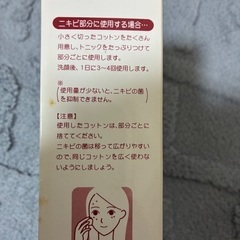 ニキビ部分に使用する場合…
小さく切ったコットンをたくさん
用意し、トニックをたっぷりつけて
部分ごとに使用します。
洗顔後、1日に3〜4回使用します。
※
使用量が少ないと、ニキビの菌
を抑制できません。
【注意】
使用したコットンは、部分ごとに
捨ててください。
ニキビの菌は移って広がりやすい
ので、同じコットンを広く使わな
いようにしましょう。